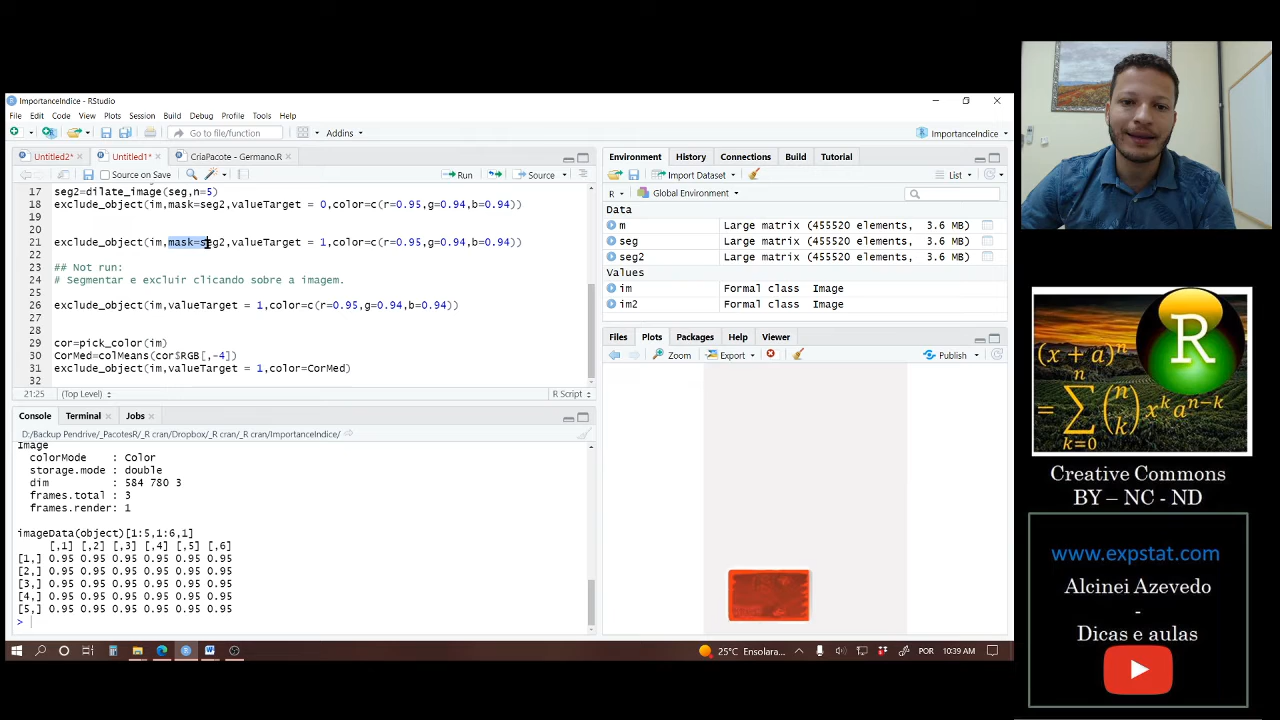 ImportanceIndice - RStudio
File Edit Code View Plots Session Build Debug Profile Tools Help
Go to file/function
Addins
ImportanceIndice
Untitled2*
Untitled1*
CriaPacote - Germano.R
Source on Save
Run
Source
17 seg2=dilate_image(seg,n=5)
18 exclude_object(im,mask=seg2,valueTarget = 0,color=c(r=0.95,g=0.94,b=0.94))
19
20
21 exclude_object(im,mask=seg2,valueTarget = 1,color=c(r=0.95,g=0.94,b=0.94))
22
23 ## Not run:
24 # Segmentar e excluir clicando sobre a imagem.
25
26 exclude_object(im,valueTarget = 1,color=c(r=0.95,g=0.94,b=0.94))
27
28
29 cor=pick_color(im)
30 CorMed=colMeans(cor$RGB[,-4])
31 exclude_object(im,valueTarget = 1,color=CorMed)
32
21:25 (Top Level) R Script
Console Terminal Jobs
D:/Backup Pendrive/_PacotesR/_R cran/Dropbox/_R cran/ImportanceIndice/
Image
colorMode : Color
storage.mode : double
dim : 584 780 3
frames.total : 3
frames.render: 1
imageData(object)[1:5,1:6,1]
[,1] [,2] [,3] [,4] [,5] [,6]
[1,] 0.95 0.95 0.95 0.95 0.95 0.95
[2,] 0.95 0.95 0.95 0.95 0.95 0.95
[3,] 0.95 0.95 0.95 0.95 0.95 0.95
[4,] 0.95 0.95 0.95 0.95 0.95 0.95
[5,] 0.95 0.95 0.95 0.95 0.95 0.95
>
Environment History Connections Build Tutorial
Import Dataset
List
R Global Environment
Data
m Large matrix (455520 elements, 3.6 MB)
seg Large matrix (455520 elements, 3.6 MB)
seg2 Large matrix (455520 elements, 3.6 MB)
Values
im Formal class Image
im2 Formal class Image
Files Plots Packages Help Viewer
Zoom Export Publish
25°C Ensolara...
POR
10:39 AM
(x + a)^n
= ∑ k=0 n (n k) x^k a^n−k
R
Creative Commons
BY – NC - ND
www.expstat.com
Alcinei Azevedo
-
Dicas e aulas